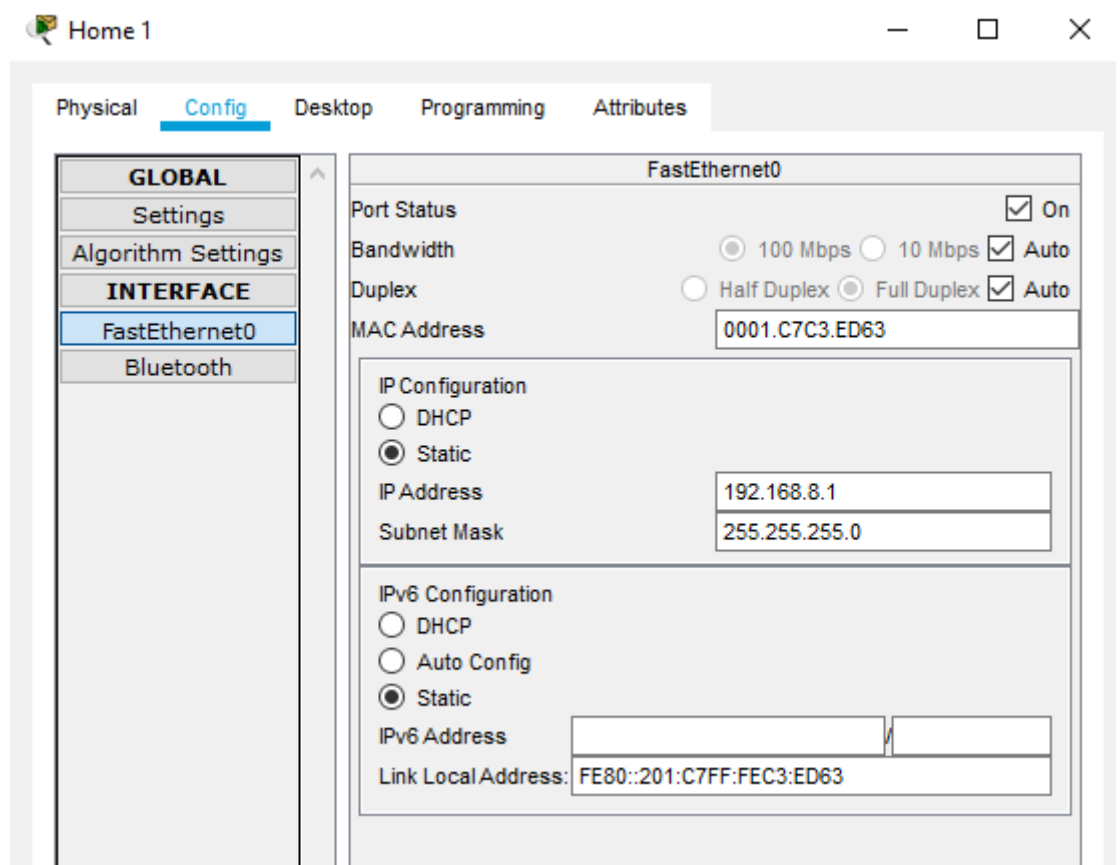 Home 1
Physical Config Desktop Programming Attributes
GLOBAL
Settings
Algorithm Settings
INTERFACE
FastEthernet0
Bluetooth
FastEthernet0
Port Status On
Bandwidth 100 Mbps 10 Mbps Auto
Duplex Half Duplex Full Duplex Auto
MAC Address 0001.C7C3.ED63
IP Configuration
DHCP
Static
IP Address 192.168.8.1
Subnet Mask 255.255.255.0
IPv6 Configuration
DHCP
Auto Config
Static
IPv6 Address /
Link Local Address: FE80::201:C7FF:FEC3:ED63